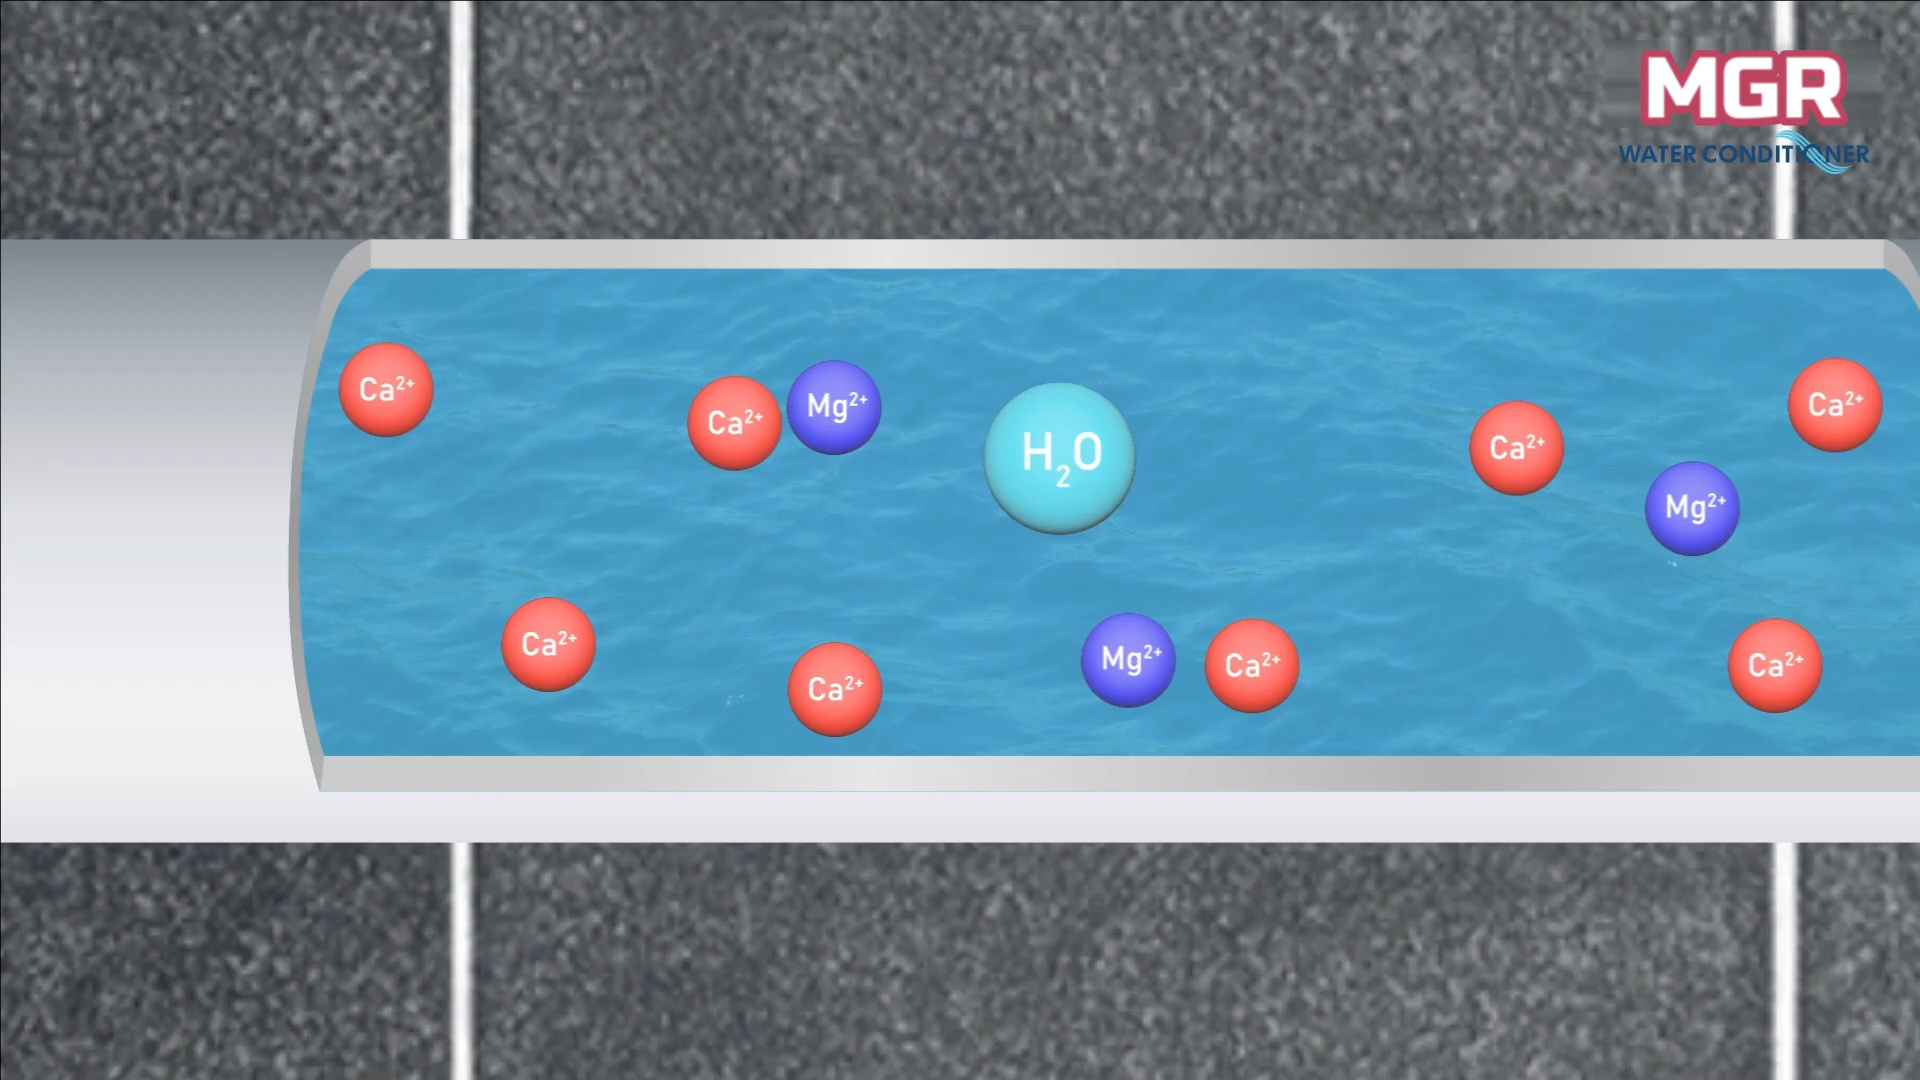 MGR
WATER CONDITIONER
Ca²⁺
Ca²⁺
Mg²⁺
H₂O
Ca²⁺
Mg²⁺
Ca²⁺
Ca²⁺
Ca²⁺
Mg²⁺
Ca²⁺
Ca²⁺